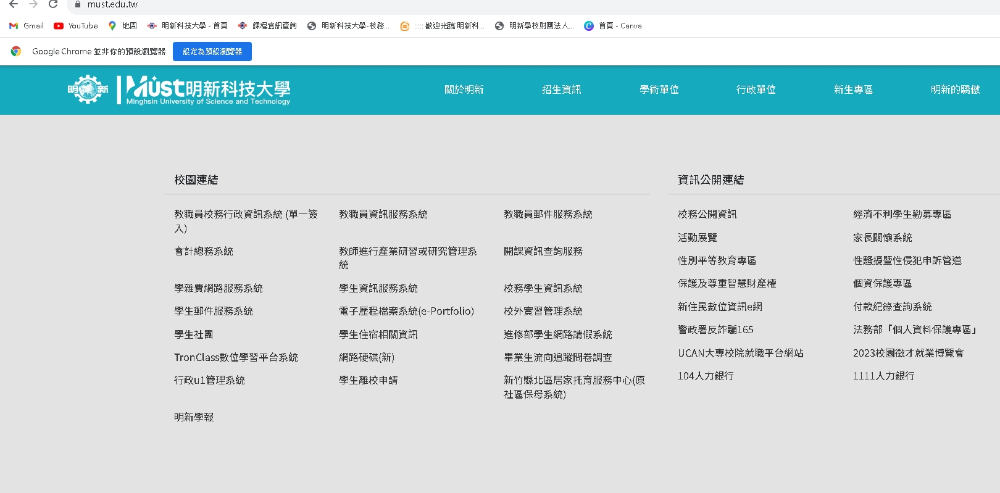 must.edu.tw
Gmail YouTube 地圖 明新科技大學 - 首頁 課程資訊查詢 明新科技大學-校務... ::::: 歡迎光臨 明新科... 明新學校財團法人... 首頁 - Canva
Google Chrome 並非你的預設瀏覽器 設定為預設瀏覽器
明新 MUST 明新科技大學 關於明新 招生資訊 學術單位 行政單位 新生專區 明新的驕傲
Minghsin University of Science and Technology
校園連結
教職員校務行政資訊系統 (單一簽 教職員資訊服務系統 教職員郵件服務系統
入)
會計總務系統 教師進行產業研習或研究管理系 開課資訊查詢服務
統
學雜費網路服務系統 學生資訊服務系統 校務學生資訊系統
學生郵件服務系統 電子歷程檔案系統(e-Portfolio) 校外實習管理系統
學生社團 學生住宿相關資訊 進修部學生網路請假系統
TronClass數位學習平台系統 網路硬碟(新) 畢業生流向追蹤問卷調查
行政u1管理系統 學生離校申請 新竹縣北區居家托育服務中心(原
社區保母系統)
明新學報
資訊公開連結
校務公開資訊 經濟不利學生勸募專區
活動展覽 家長關懷系統
性別平等教育專區 性騷擾暨性侵犯申訴管道
保護及尊重智慧財產權 個資保護專區
新住民數位資訊e網 付款紀錄查詢系統
警政署反詐騙165 法務部「個人資料保護專區」
UCAN大專校院就職平台網站 2023校園徵才就業博覽會
104人力銀行 1111人力銀行